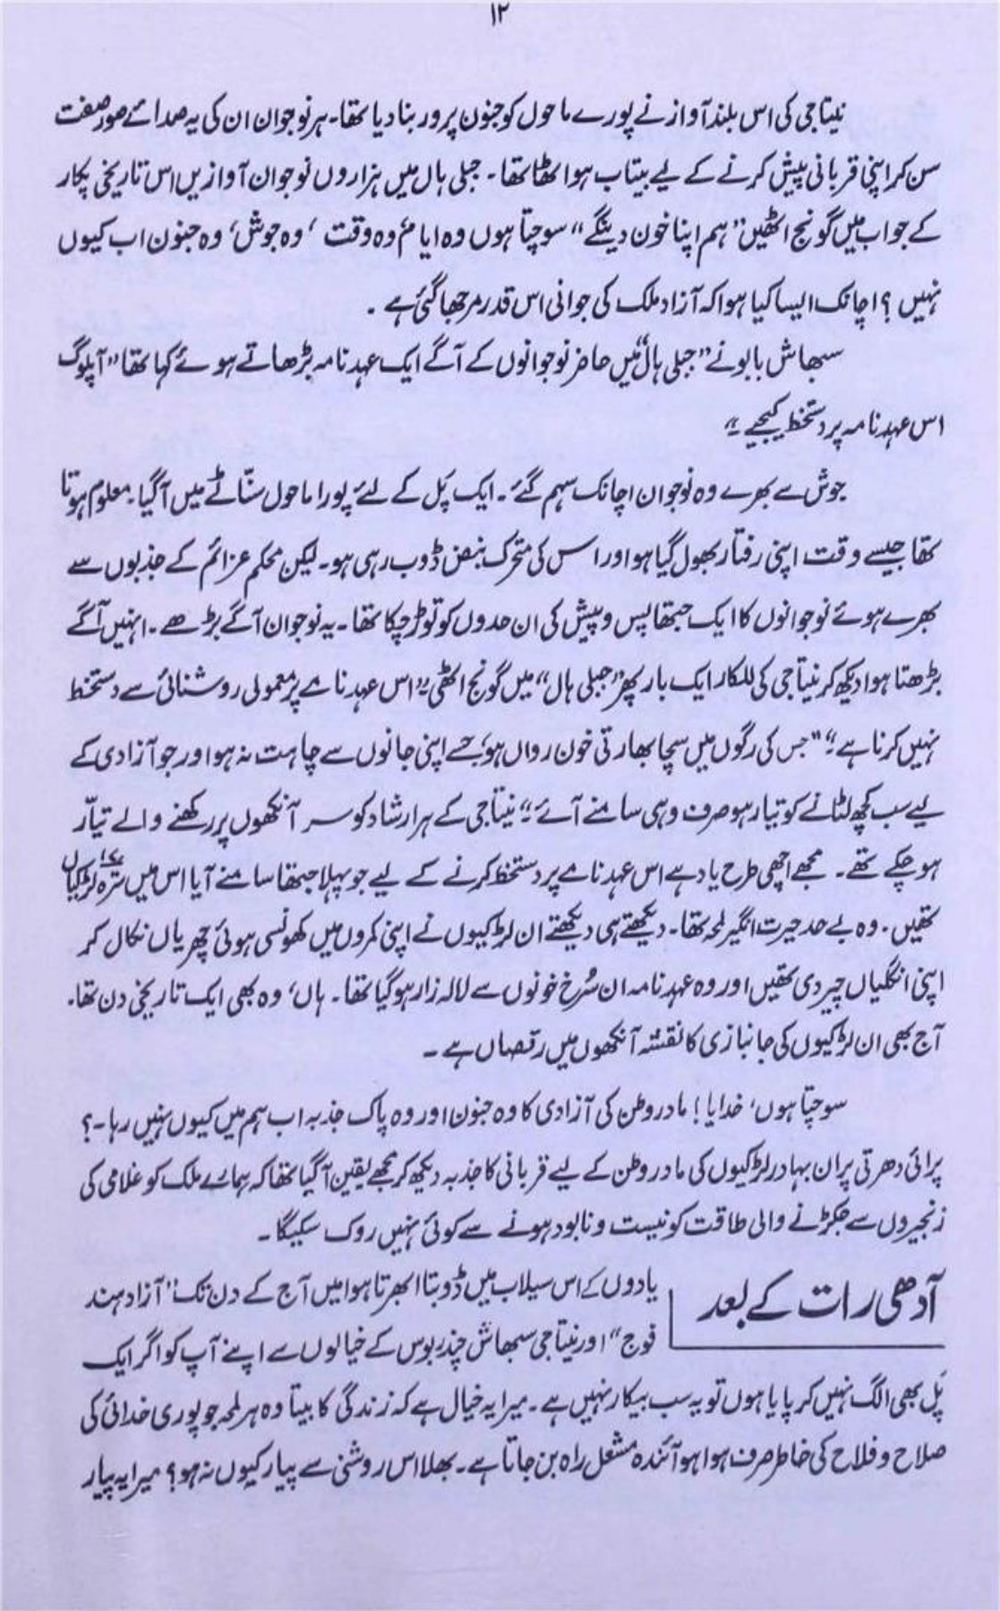 ۱۲
نیتاجی کی اس بلند آواز نے پورے ماحول کو جنون پرور بنا دیا تھا۔ ہر نوجوان ان کی یہ صدائے صور صفت
سن کر اپنی قربانی پیش کرنے کے لیے بیتاب ہو اٹھا تھا۔ جبلی ہال میں ہزاروں نوجوان آوازیں اس تاریخی پکار
کے جواب میں گونج اٹھیں "ہم اپنا خون دینگے" سوچتا ہوں وہ ایام، وہ وقت، وہ جوش، وہ جنون اب کیوں
نہیں؟ اچانک ایسا کیا ہوا کہ آزاد ملک کی جوانی اس قدر مرجھا گئی ہے۔
سبھاش بابو نے "جبلی ہال" میں حاضر نوجوانوں کے آگے ایک عہد نامہ بڑھاتے ہوئے کہا تھا "آپلوگ
اس عہد نامہ پر دستخط کیجیے۔"
جوش سے بھرے وہ نوجوان اچانک سہم گئے۔ ایک پَل کے لئے پورا ماحول سنّاٹے میں آ گیا۔ معلوم ہوتا
تھا جیسے وقت اپنی رفتار بھول گیا ہو اور اس کی متحرک نبض ڈوب رہی ہو۔ لیکن محکم عزائم کے جذبوں سے
بھرے ہوئے نوجوانوں کا ایک جتھا پس و پیش کی ان حدوں کو توڑ چکا تھا۔ یہ نوجوان آگے بڑھے۔ انہیں آگے
بڑھتا ہوا دیکھ کر نیتاجی کی للکار ایک بار پھر "جبلی ہال" میں گونج اٹھی۔ "اس عہد نامے پر معمولی روشنائی سے دستخط
نہیں کرنا ہے۔" "جس کی رگوں میں سچا بھارتی خون رواں ہو، جسے اپنی جانوں سے چاہت نہ ہو اور جو آزادی کے
لیے سب کچھ لٹانے کو تیار ہو صرف وہی سامنے آئے۔" نیتاجی کے ہر ارشاد کو سر آنکھوں پر رکھنے والے تیّار
ہو چکے تھے۔ مجھے اچھی طرح یاد ہے اس عہد نامے پر دستخط کرنے کے لیے جو پہلا جتھا سامنے آیا اس میں سترہ لڑکیاں
تھیں۔ وہ بے حد حیرت انگیز لمحہ تھا۔ دیکھتے ہی دیکھتے ان لڑکیوں نے اپنی کمروں میں کھونسی ہوئی چھریاں نکال کر
اپنی انگلیاں چیر دی تھیں اور وہ عہد نامہ ان سُرخ خونوں سے لالہ زار ہو گیا تھا۔ ہاں، وہ بھی ایک تاریخی دن تھا۔
آج بھی ان لڑکیوں کی جانبازی کا نقشہ آنکھوں میں رقصاں ہے۔
سوچتا ہوں، خدایا! مادر وطن کی آزادی کا وہ جنون اور وہ پاک جذبہ اب ہم میں کیوں نہیں رہا۔؟
پرائی دھرتی پر ان بہادر لڑکیوں کی مادر وطن کے لیے قربانی کا جذبہ دیکھ کر مجھے یقین آ گیا تھا کہ ہمارے ملک کو غلامی کی
زنجیروں سے جکڑنے والی طاقت کو نیست و نابود ہونے سے کوئی نہیں روک سکیگا۔
آدھی رات کے بعد
یادوں کے اس سیلاب میں ڈوبتا ابھرتا ہوا میں آج کے دن تک "آزاد ہند
فوج" اور نیتاجی سبھاش چندر بوس کے خیالوں سے اپنے آپ کو اگر ایک
پَل بھی الگ نہیں کر پایا ہوں تو یہ سب بیکار نہیں ہے۔ میرا یہ خیال ہے کہ زندگی کا بیتا وہ ہر لمحہ جو پوری خدائی کی
صلاح و فلاح کی خاطر صرف ہوا ہو آئندہ مشعل راہ بن جاتا ہے۔ بھلا اس روشنی سے پیار کیوں نہ ہو؟ میرا یہ پیار